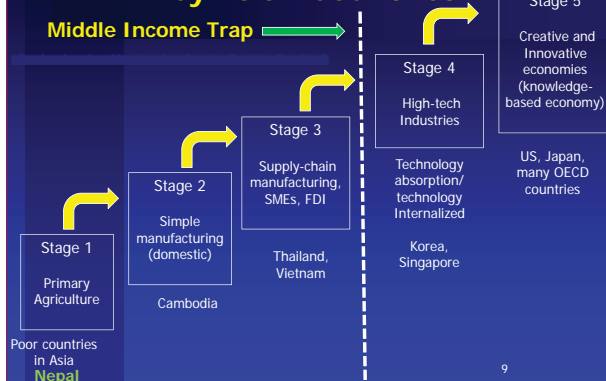 Middle Income Trap
Stage 1
Primary
Agriculture
Poor countries
in Asia
Nepal
Stage 2
Simple
manufacturing
(domestic)
Cambodia
Stage 3
Supply-chain
manufacturing,
SMEs, FDI
Thailand,
Vietnam
Stage 4
High-tech
Industries
Technology
absorption/
technology
Internalized
Korea,
Singapore
Stage 5
Creative and
Innovative
economies
(knowledge-
based economy)
US, Japan,
many OECD
countries
9